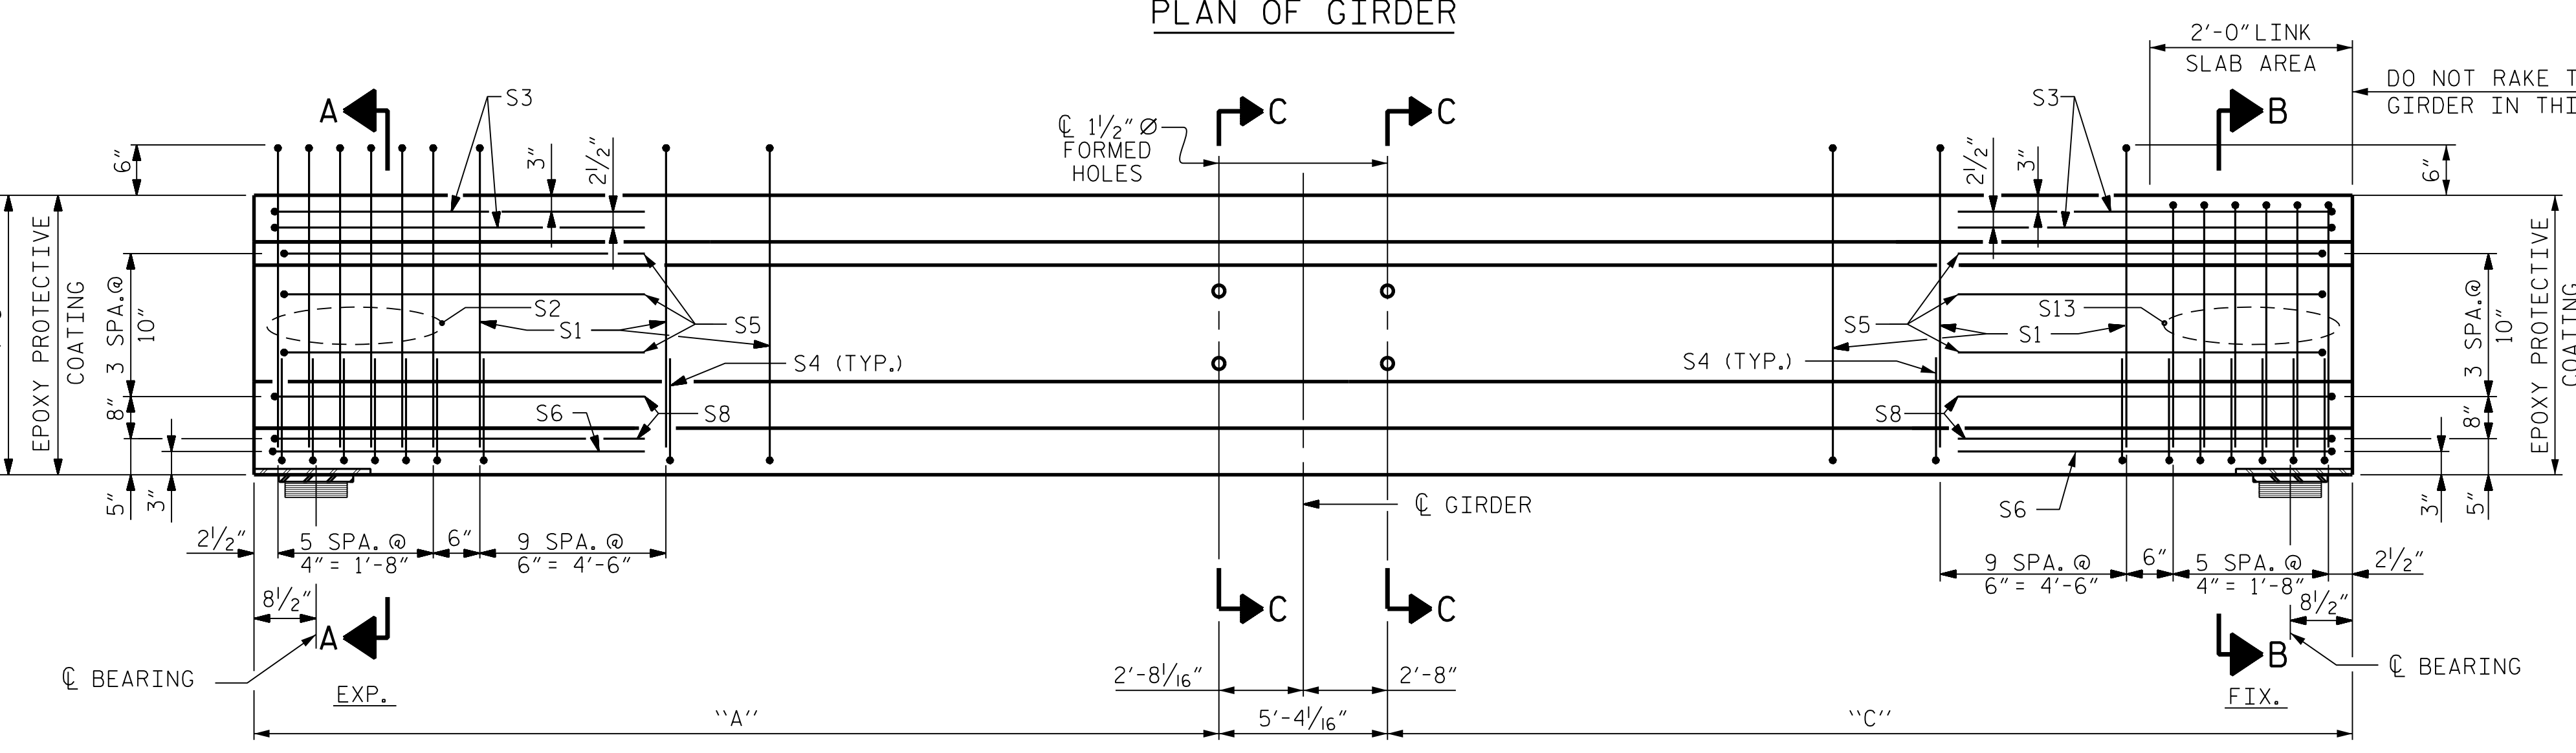 PLAN OF GIRDER
2'-0" LINK
SLAB AREA
DO NOT RAKE T
GIRDER IN THI
A
S3
℄ 1½" Ø
FORMED
HOLES
C
C
S3
B
6"
3"
2½"
2½"
3"
6"
EPOXY PROTECTIVE
COATING
3 SPA.@
10"
8"
5"
3"
S2
S1
S5
S4 (TYP.)
S6
S8
S5
S13
S1
S4 (TYP.)
S8
S6
3 SPA.@
10"
8"
3"
5"
EPOXY PROTECTIVE
COATING
℄ GIRDER
2½"
5 SPA. @
4" = 1'-8"
6"
9 SPA. @
6" = 4'-6"
9 SPA. @
6" = 4'-6"
6"
5 SPA. @
4" = 1'-8"
2½"
8½"
8½"
A
C
C
B
℄ BEARING
EXP.
2'-8 1/16"
2'-8"
℄ BEARING
FIX.
"A"
5'-4 1/16"
"C"